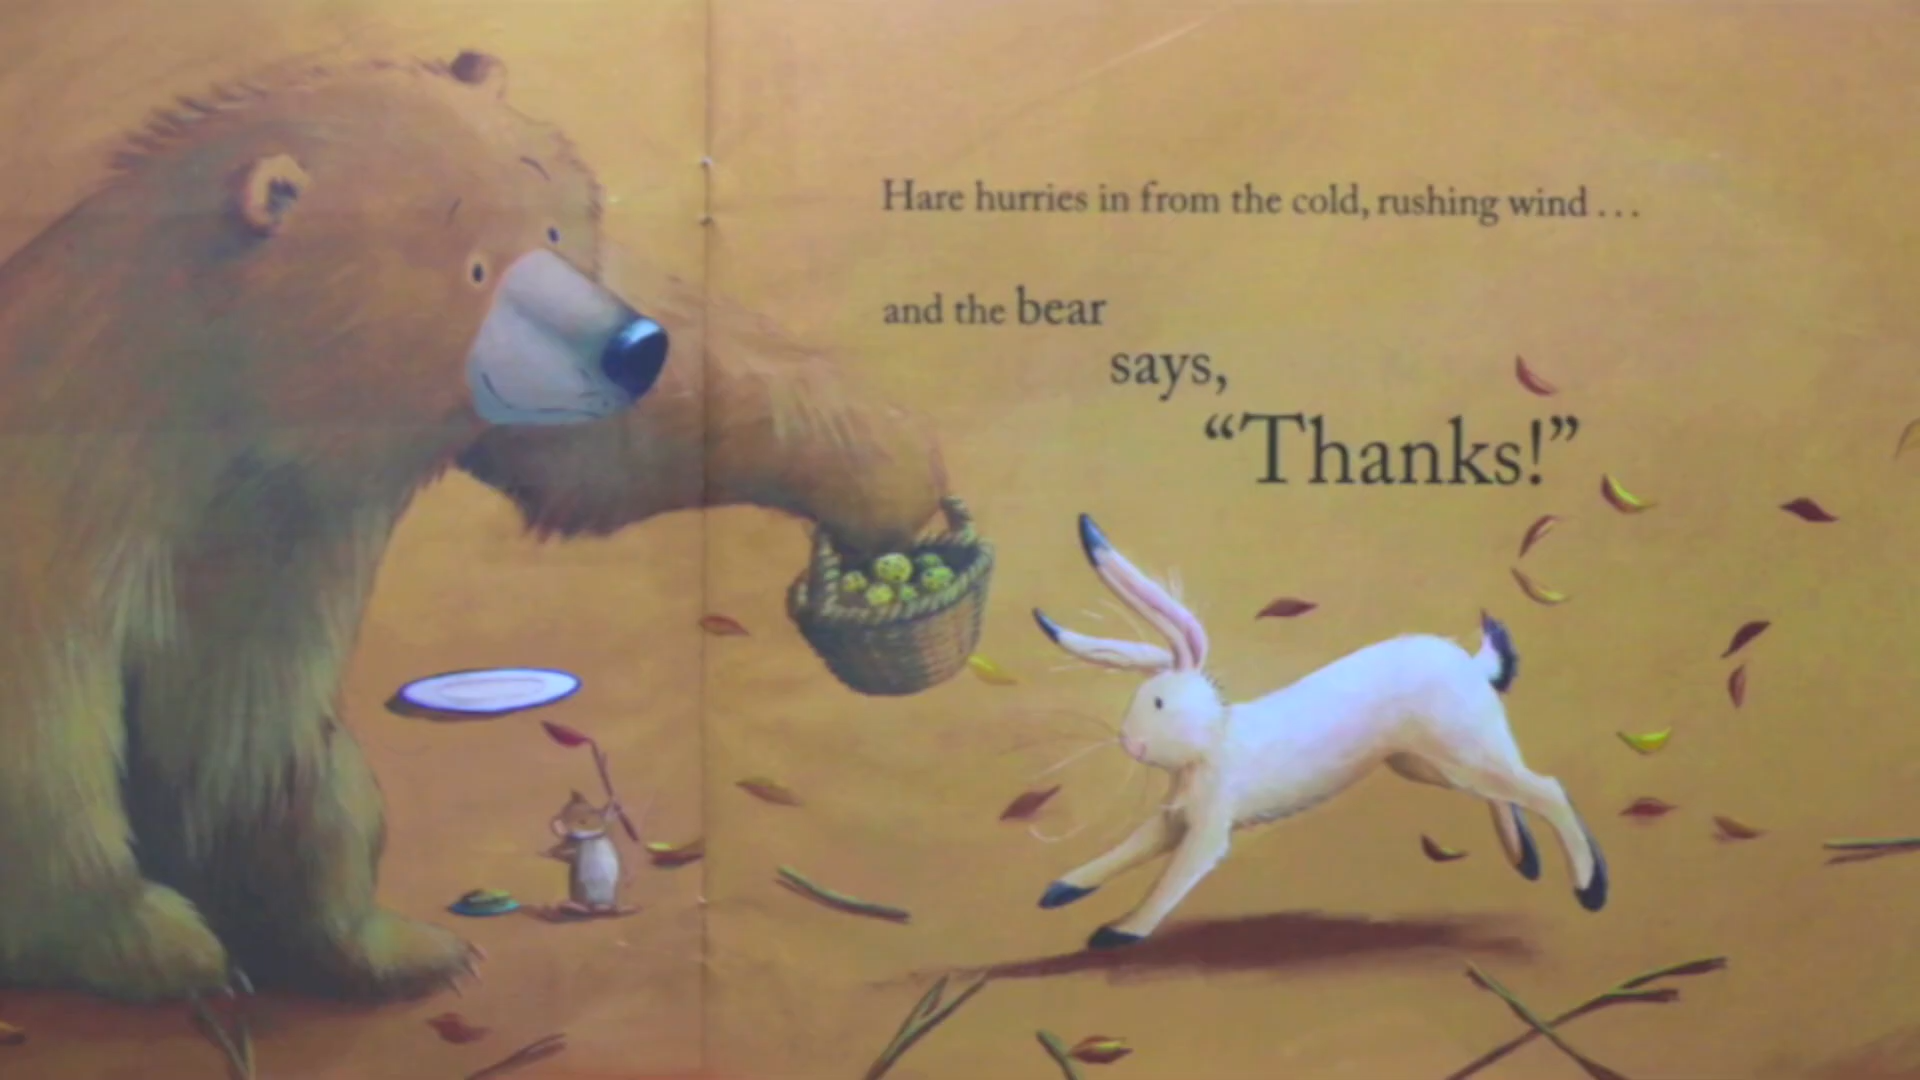 Hare hurries in from the cold, rushing wind...
and the bear
says,
“Thanks!”